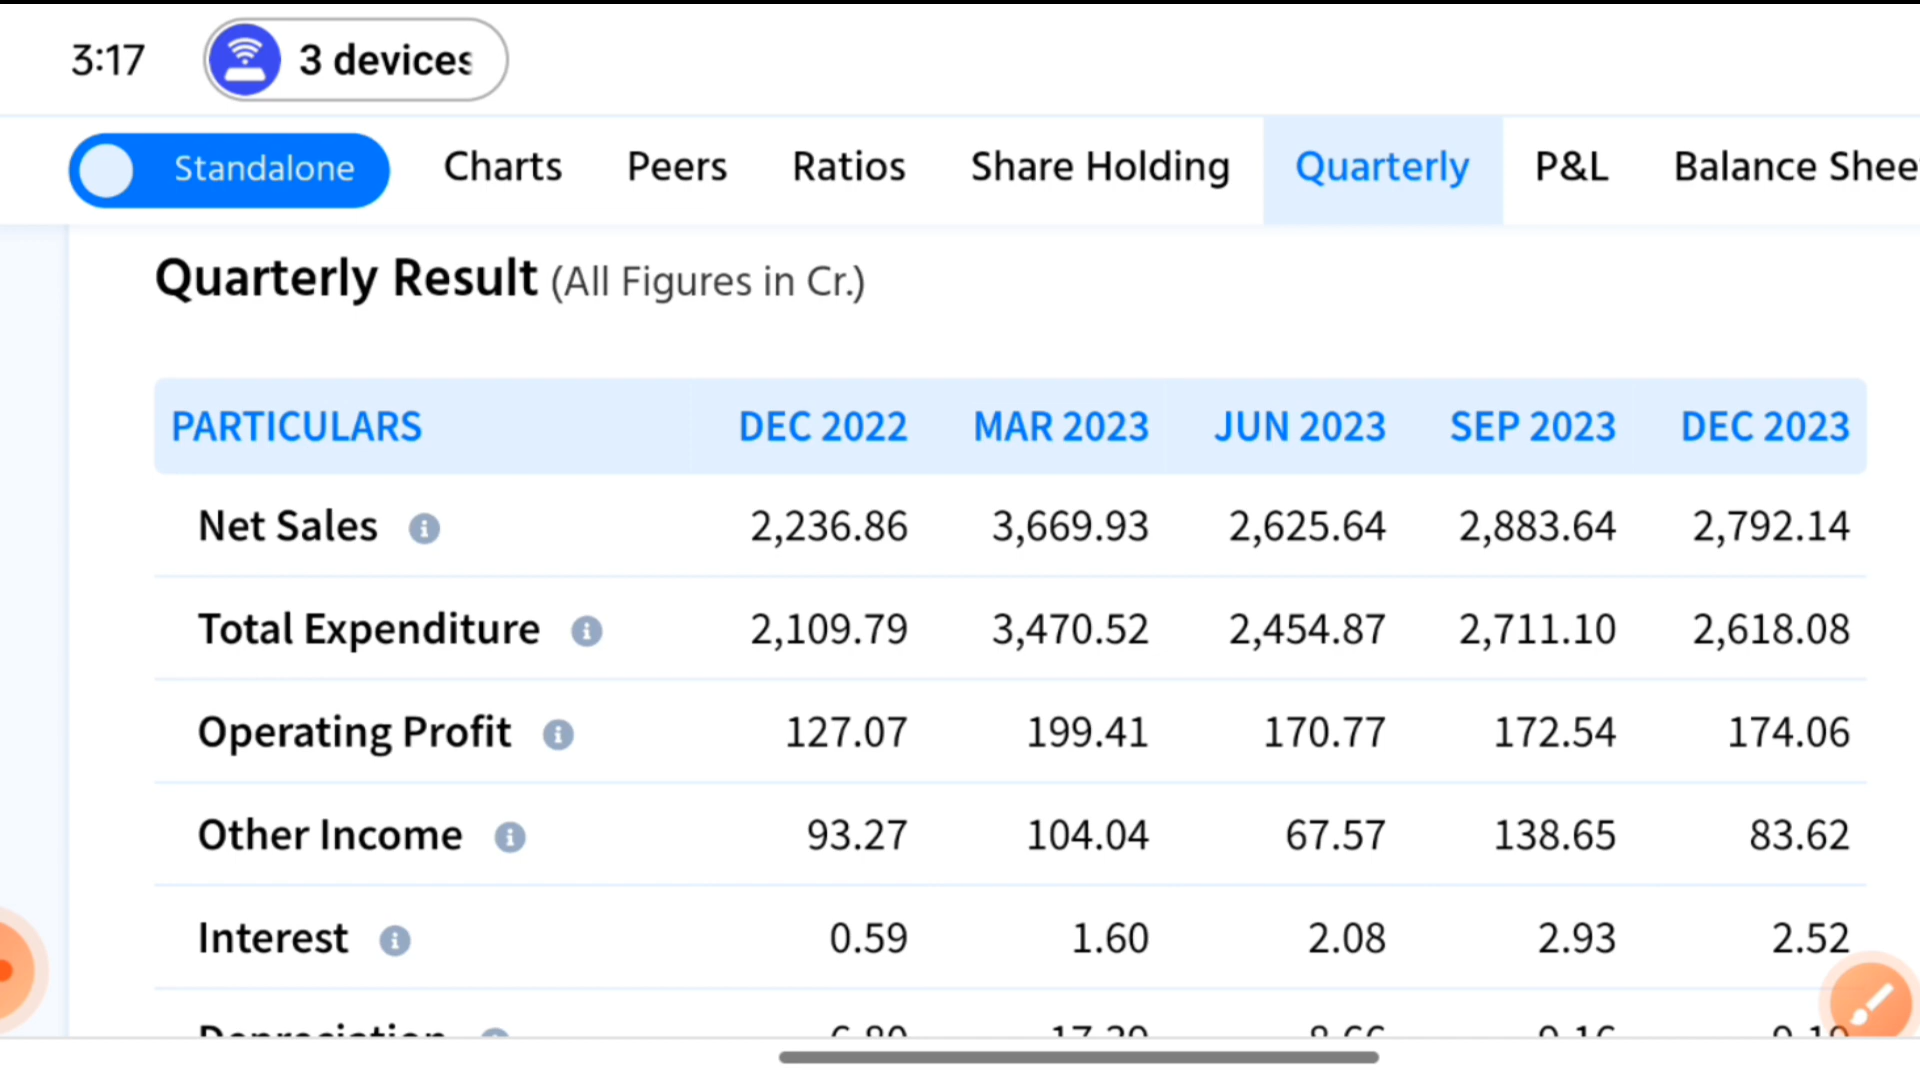 3:17 3 devices
Standalone Charts Peers Ratios Share Holding Quarterly P&L Balance Shee
Quarterly Result (All Figures in Cr.)
PARTICULARS DEC 2022 MAR 2023 JUN 2023 SEP 2023 DEC 2023
Net Sales 2,236.86 3,669.93 2,625.64 2,883.64 2,792.14
Total Expenditure 2,109.79 3,470.52 2,454.87 2,711.10 2,618.08
Operating Profit 127.07 199.41 170.77 172.54 174.06
Other Income 93.27 104.04 67.57 138.65 83.62
Interest 0.59 1.60 2.08 2.93 2.52
Depreciation